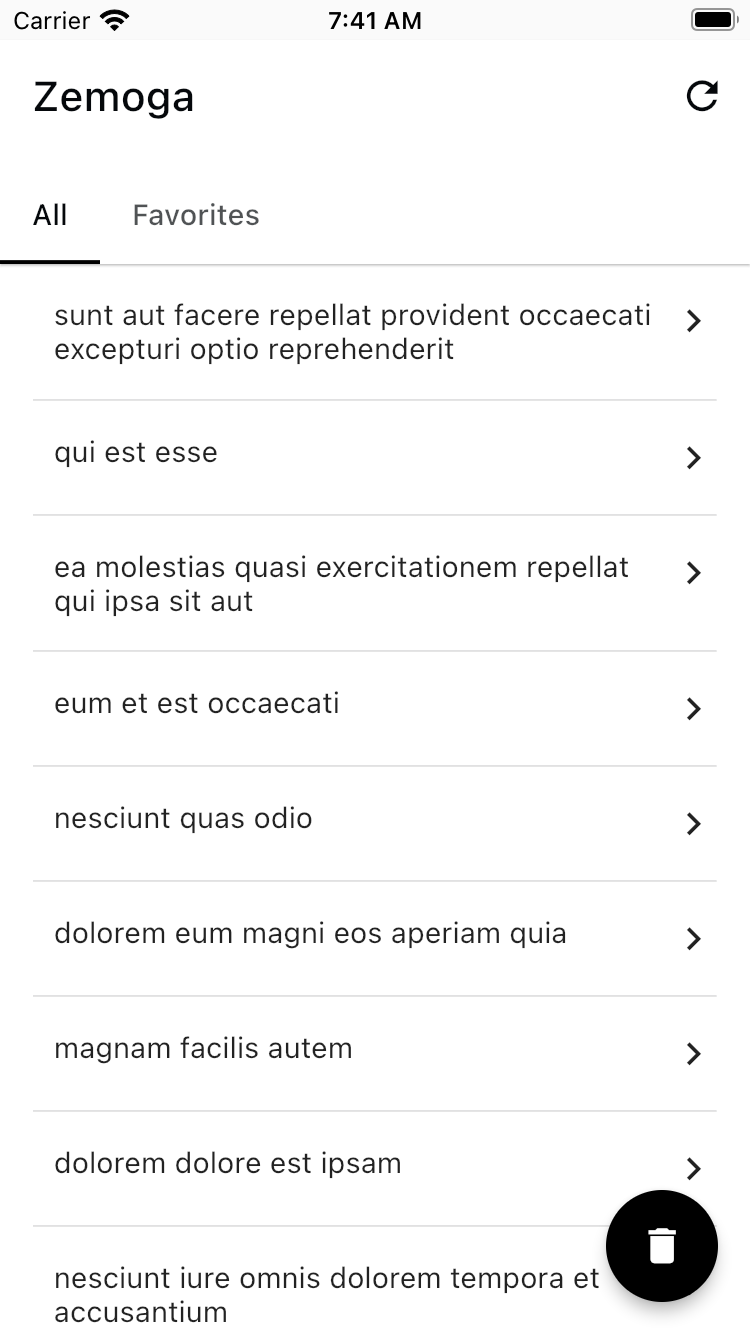 Carrier 7:41 AM
Zemoga
All Favorites
sunt aut facere repellat provident occaecati
excepturi optio reprehenderit
qui est esse
ea molestias quasi exercitationem repellat
qui ipsa sit aut
eum et est occaecati
nesciunt quas odio
dolorem eum magni eos aperiam quia
magnam facilis autem
dolorem dolore est ipsam
nesciunt iure omnis dolorem tempora et
accusantium